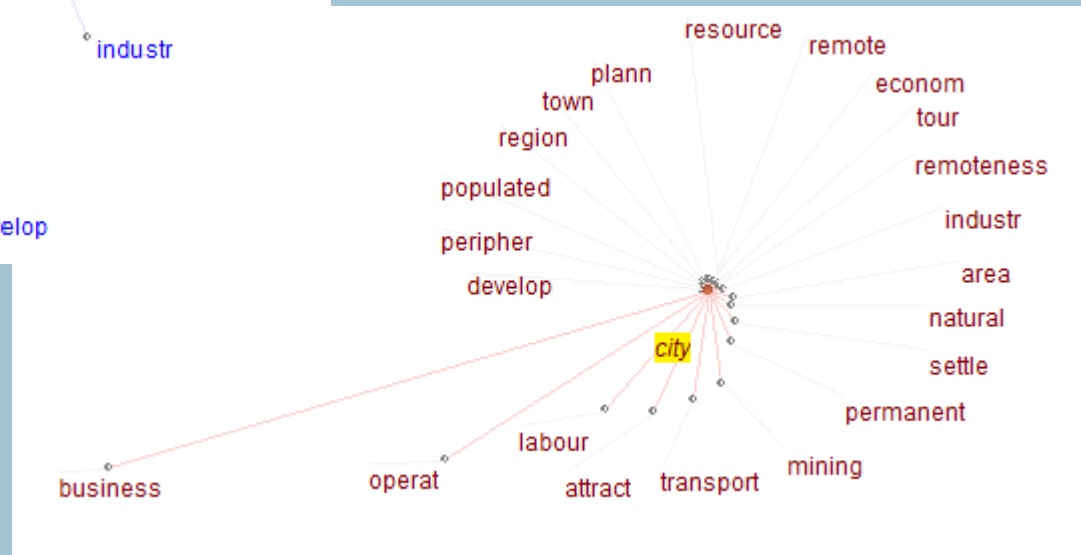 industr
elop
resource
remote
plann
econom
town
tour
region
remoteness
populated
industr
peripher
area
develop
natural
city
settle
permanent
labour
mining
operat
attract
transport
business